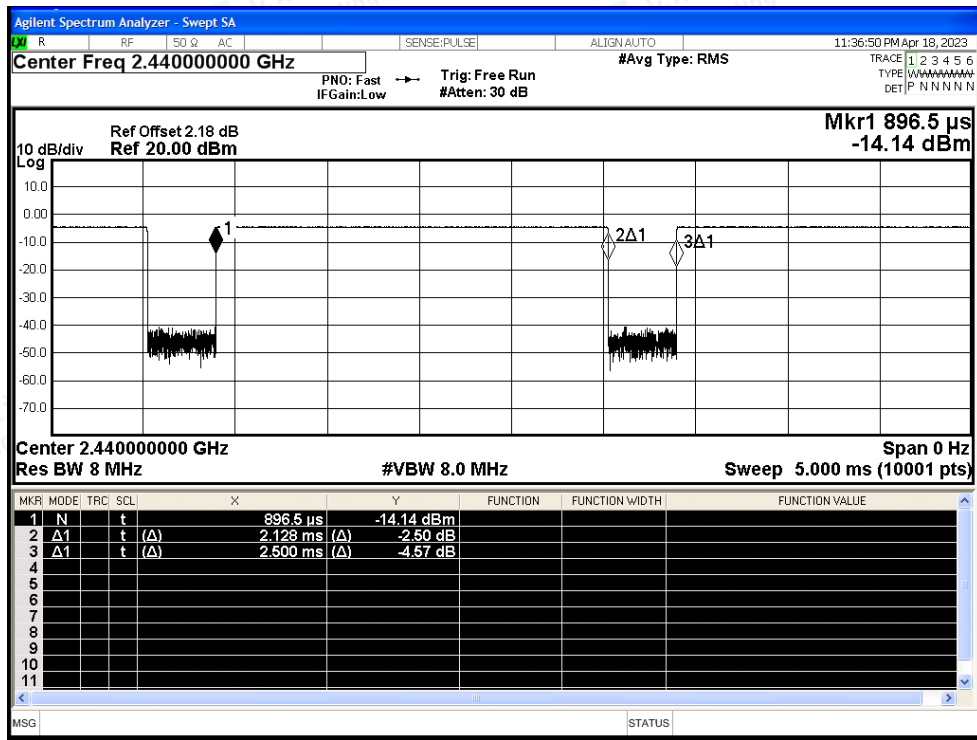 Agilent Spectrum Analyzer - Swept SA
LXI R RF 50 Ω AC SENSE:PULSE ALIGN AUTO 11:36:50 PM Apr 18, 2023
Center Freq 2.440000000 GHz
PNO: Fast
IFGain:Low
Trig: Free Run
#Atten: 30 dB
#Avg Type: RMS
TRACE 1 2 3 4 5 6
TYPE WWWWWW
DET P N N N N N
Mkr1 896.5 µs
-14.14 dBm
Ref Offset 2.18 dB
10 dB/div Ref 20.00 dBm
Log
10.0
0.00
-10.0
-20.0
-30.0
-40.0
-50.0
-60.0
-70.0
1
2Δ1
3Δ1
Center 2.440000000 GHz Span 0 Hz
Res BW 8 MHz #VBW 8.0 MHz Sweep 5.000 ms (10001 pts)
MKR MODE TRC SCL X Y FUNCTION FUNCTION WIDTH FUNCTION VALUE
1 N t 896.5 µs -14.14 dBm
2 Δ1 t (Δ) 2.128 ms (Δ) -2.50 dB
3 Δ1 t (Δ) 2.500 ms (Δ) -4.57 dB
4
5
6
7
8
9
10
11
MSG STATUS